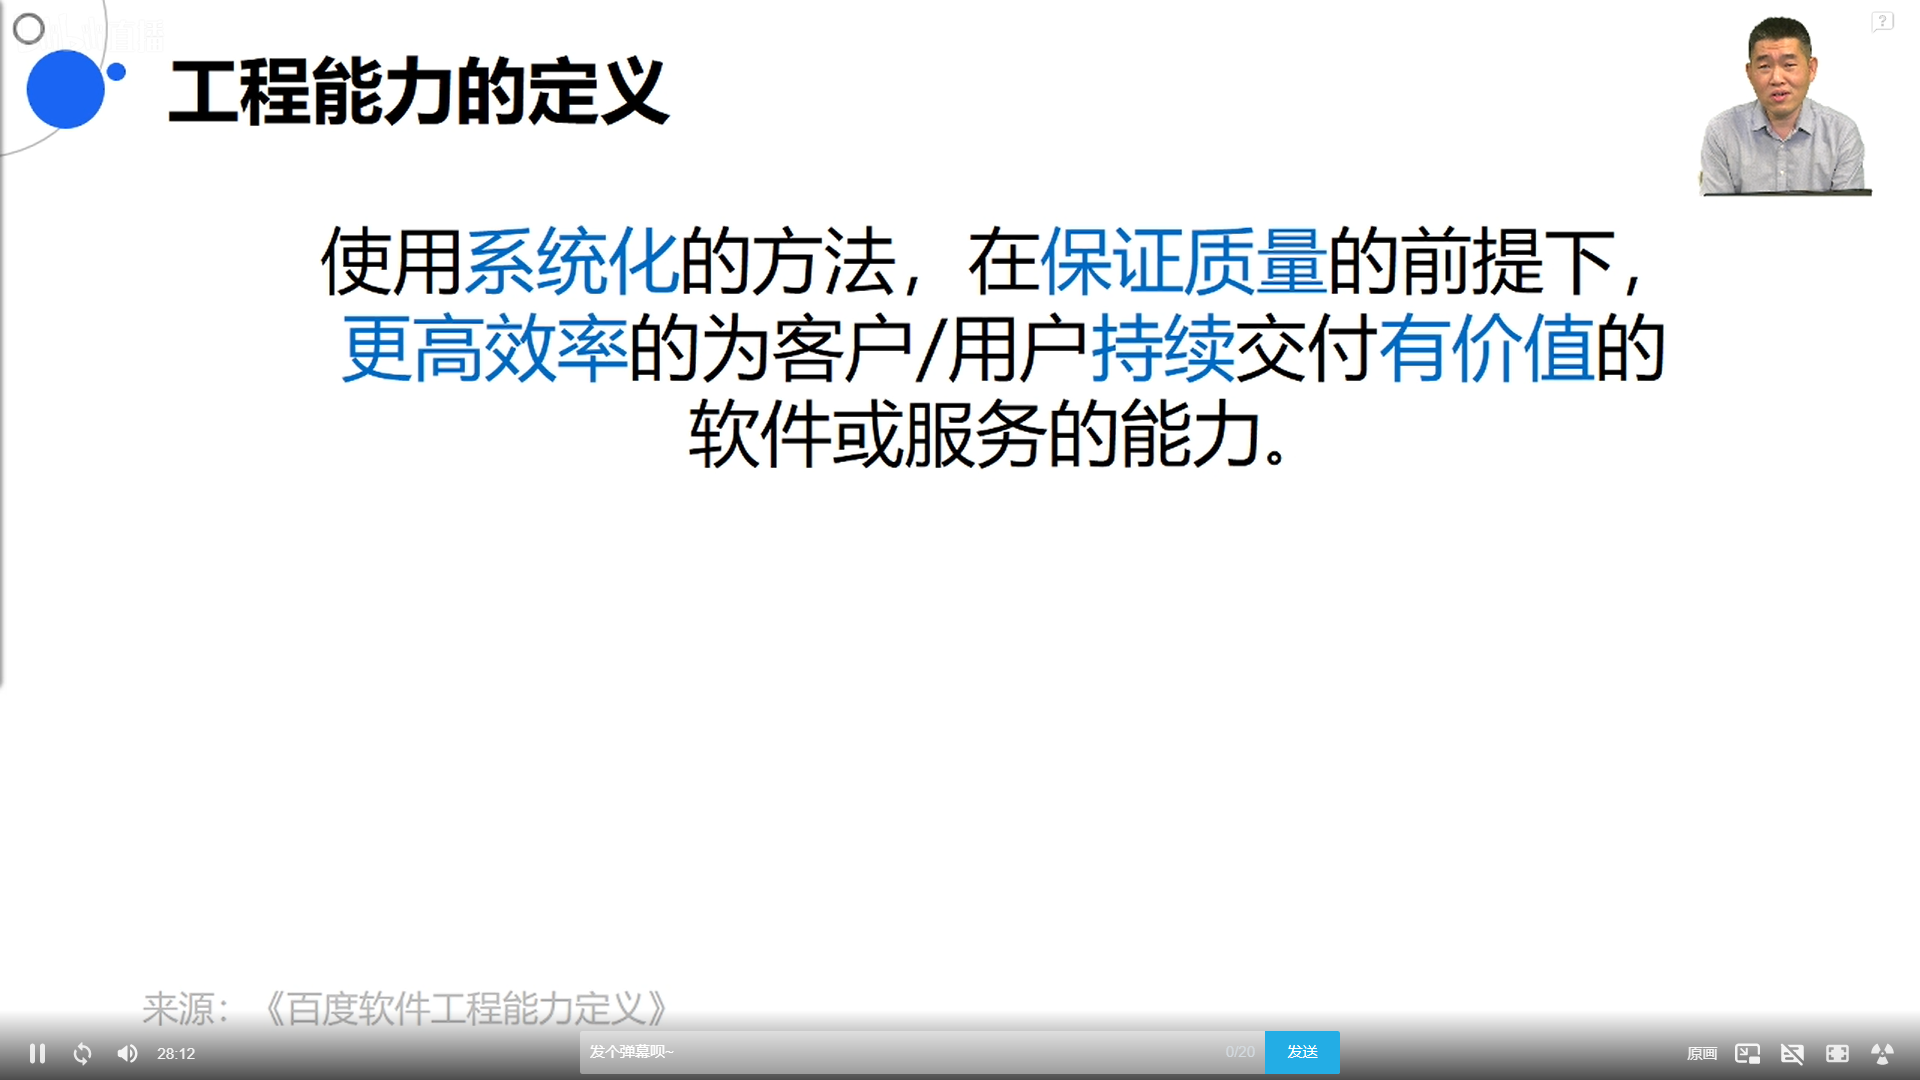 工程能力的定义
使用系统化的方法，在保证质量的前提下，
更高效率的为客户/用户持续交付有价值的
软件或服务的能力。
来源：《百度软件工程能力定义》
28:12
发个弹幕呗~
0/20
发送
原画